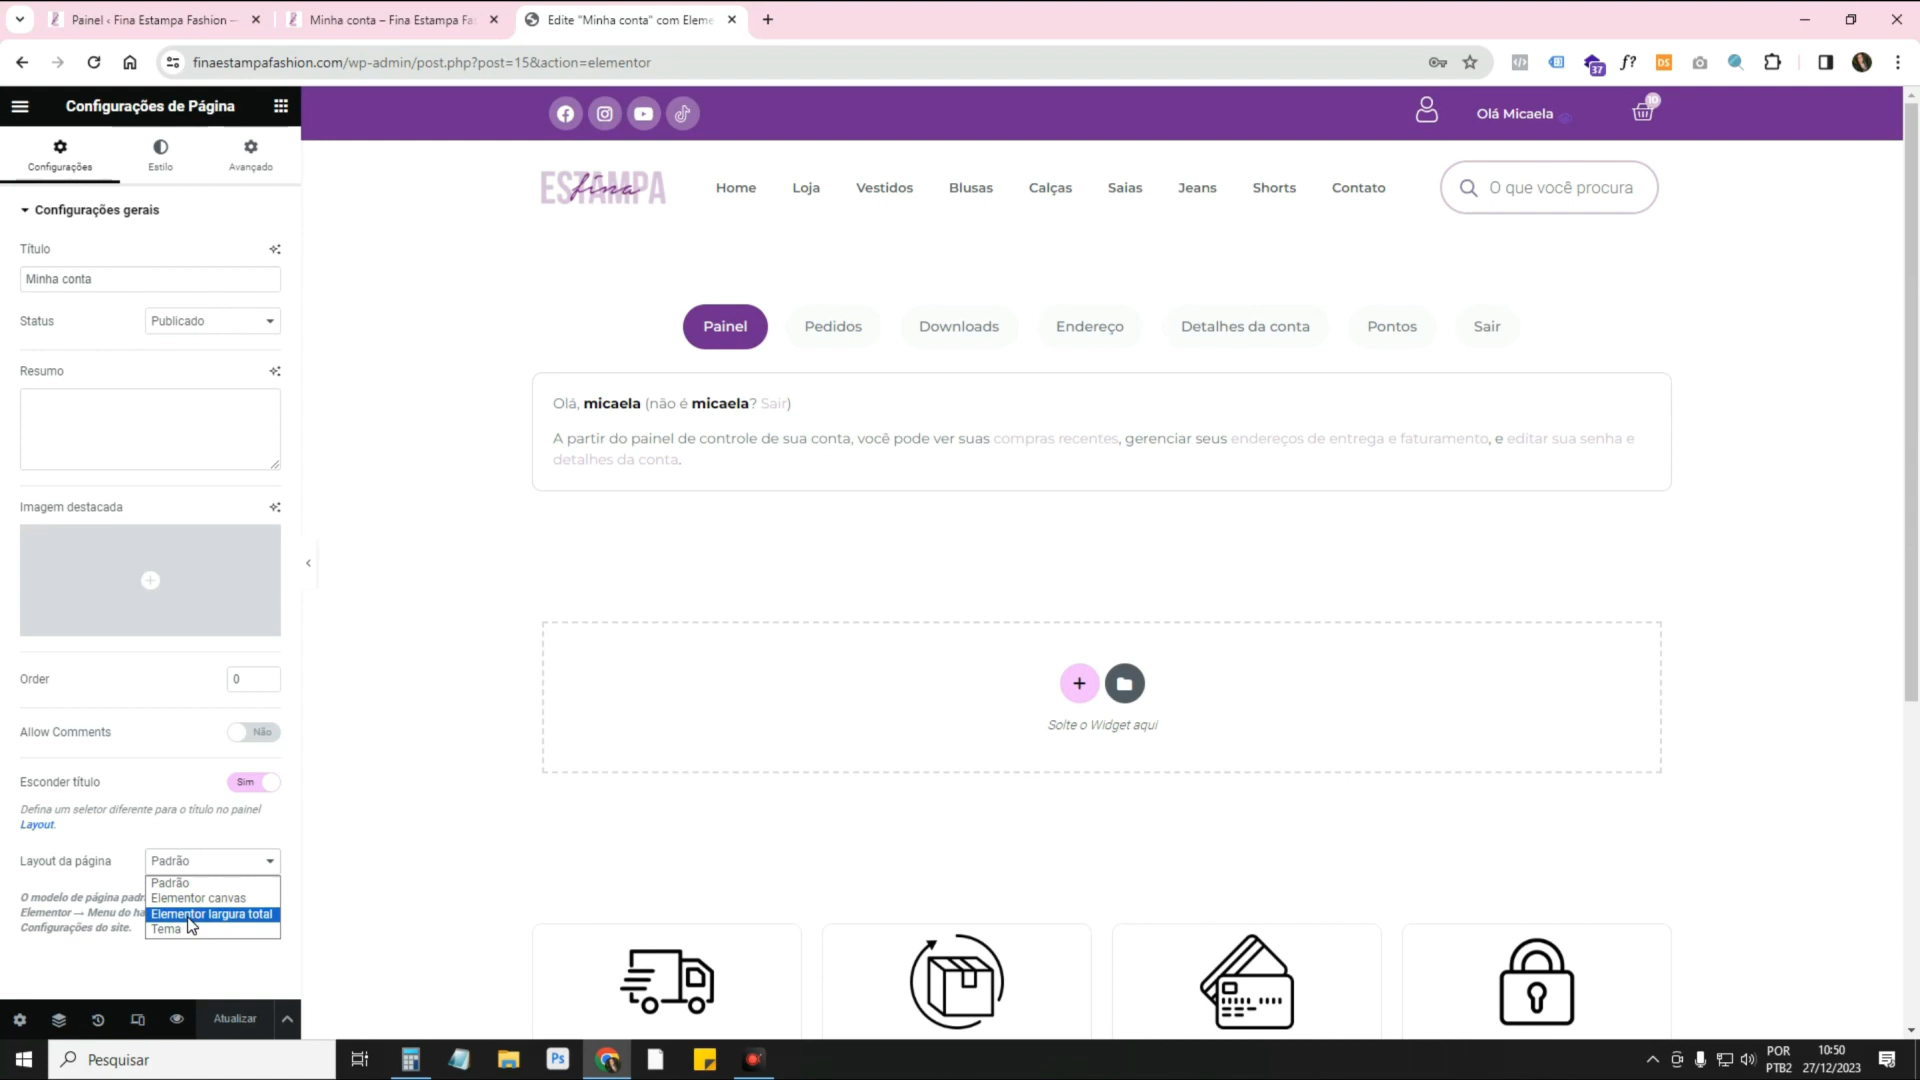 Painel ‹ Fina Estampa Fashion —
Minha conta – Fina Estampa Fa
Edite "Minha conta" com Eleme
finaestampafashion.com/wp-admin/post.php?post=15&action=elementor
37
f?
DS
Configurações de Página
Configurações
Estilo
Avançado
Configurações gerais
Título
Minha conta
Status
Publicado
Resumo
Imagem destacada
Order
0
Allow Comments
Não
Esconder título
Sim
Defina um seletor diferente para o título no painel
Layout.
Layout da página
Padrão
Padrão
Elementor canvas
Elementor largura total
Tema
O modelo de página padr
Elementor → Menu do ha
Configurações do site.
Atualizar
Olá Micaela
10
ESTAMPA
fina
Home
Loja
Vestidos
Blusas
Calças
Saias
Jeans
Shorts
Contato
O que você procura
Painel
Pedidos
Downloads
Endereço
Detalhes da conta
Pontos
Sair
Olá, micaela (não é micaela? Sair)
A partir do painel de controle de sua conta, você pode ver suas compras recentes, gerenciar seus endereços de entrega e faturamento, e editar sua senha e
detalhes da conta.
+
Solte o Widget aqui
Pesquisar
Ps
POR
PTB2
10:50
27/12/2023